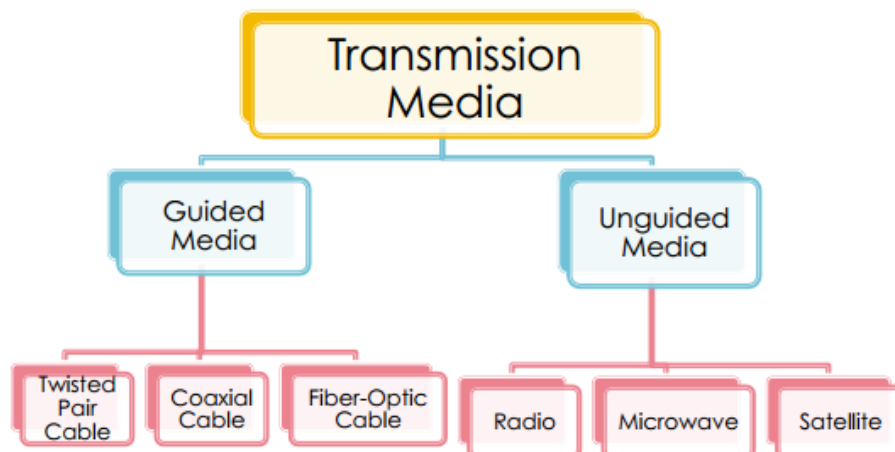 Transmission
Media
Guided
Media
Unguided
Media
Twisted
Pair
Cable
Coaxial
Cable
Fiber-Optic
Cable
Radio
Microwave
Satellite